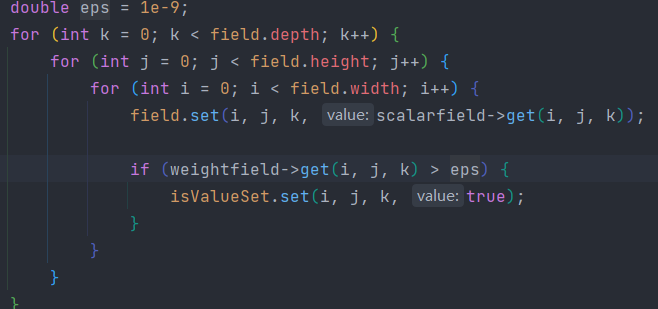 double eps = 1e-9;
for (int k = 0; k < field.depth; k++) {
for (int j = 0; j < field.height; j++) {
for (int i = 0; i < field.width; i++) {
field.set(i, j, k, value: scalarfield->get(i, j, k));
if (weightfield->get(i, j, k) > eps) {
isValueSet.set(i, j, k, value: true);
}
}
}
}